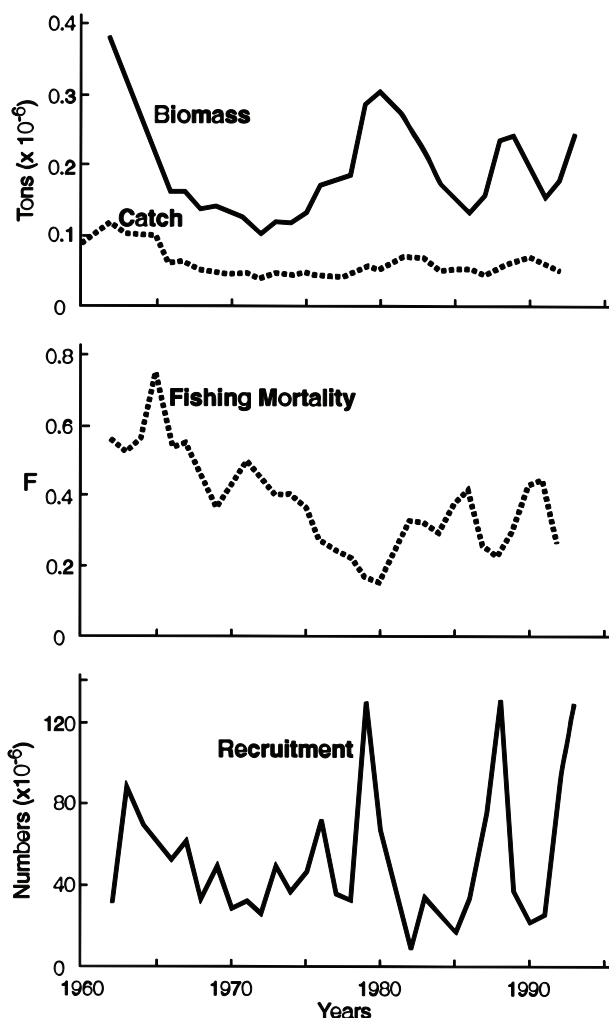 0.4
0.3
0.2
0.1
0
Tons (x 10-6)
Biomass
Catch
0.8
0.6
0.4
0.2
0
F
Fishing Mortality
120
80
40
0
Numbers (x10-6)
Recruitment
1960 1970 1980 1990
Years